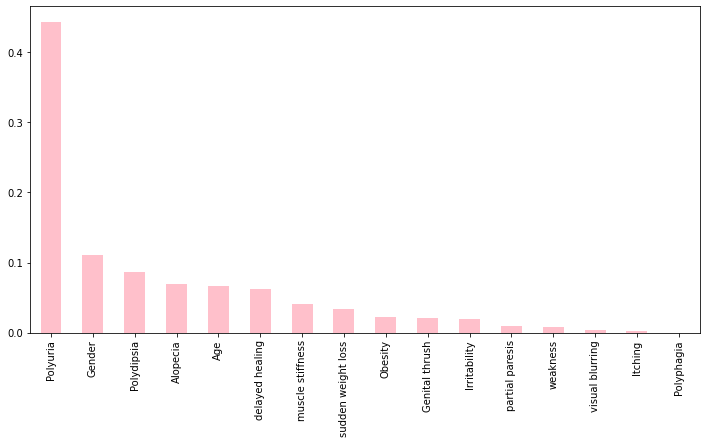 0.4
0.3
0.2
0.1
0.0
Polyuria
Gender
Polydipsia
Alopecia
Age
delayed healing
muscle stiffness
sudden weight loss
Obesity
Genital thrush
Irritability
partial paresis
weakness
visual blurring
Itching
Polyphagia